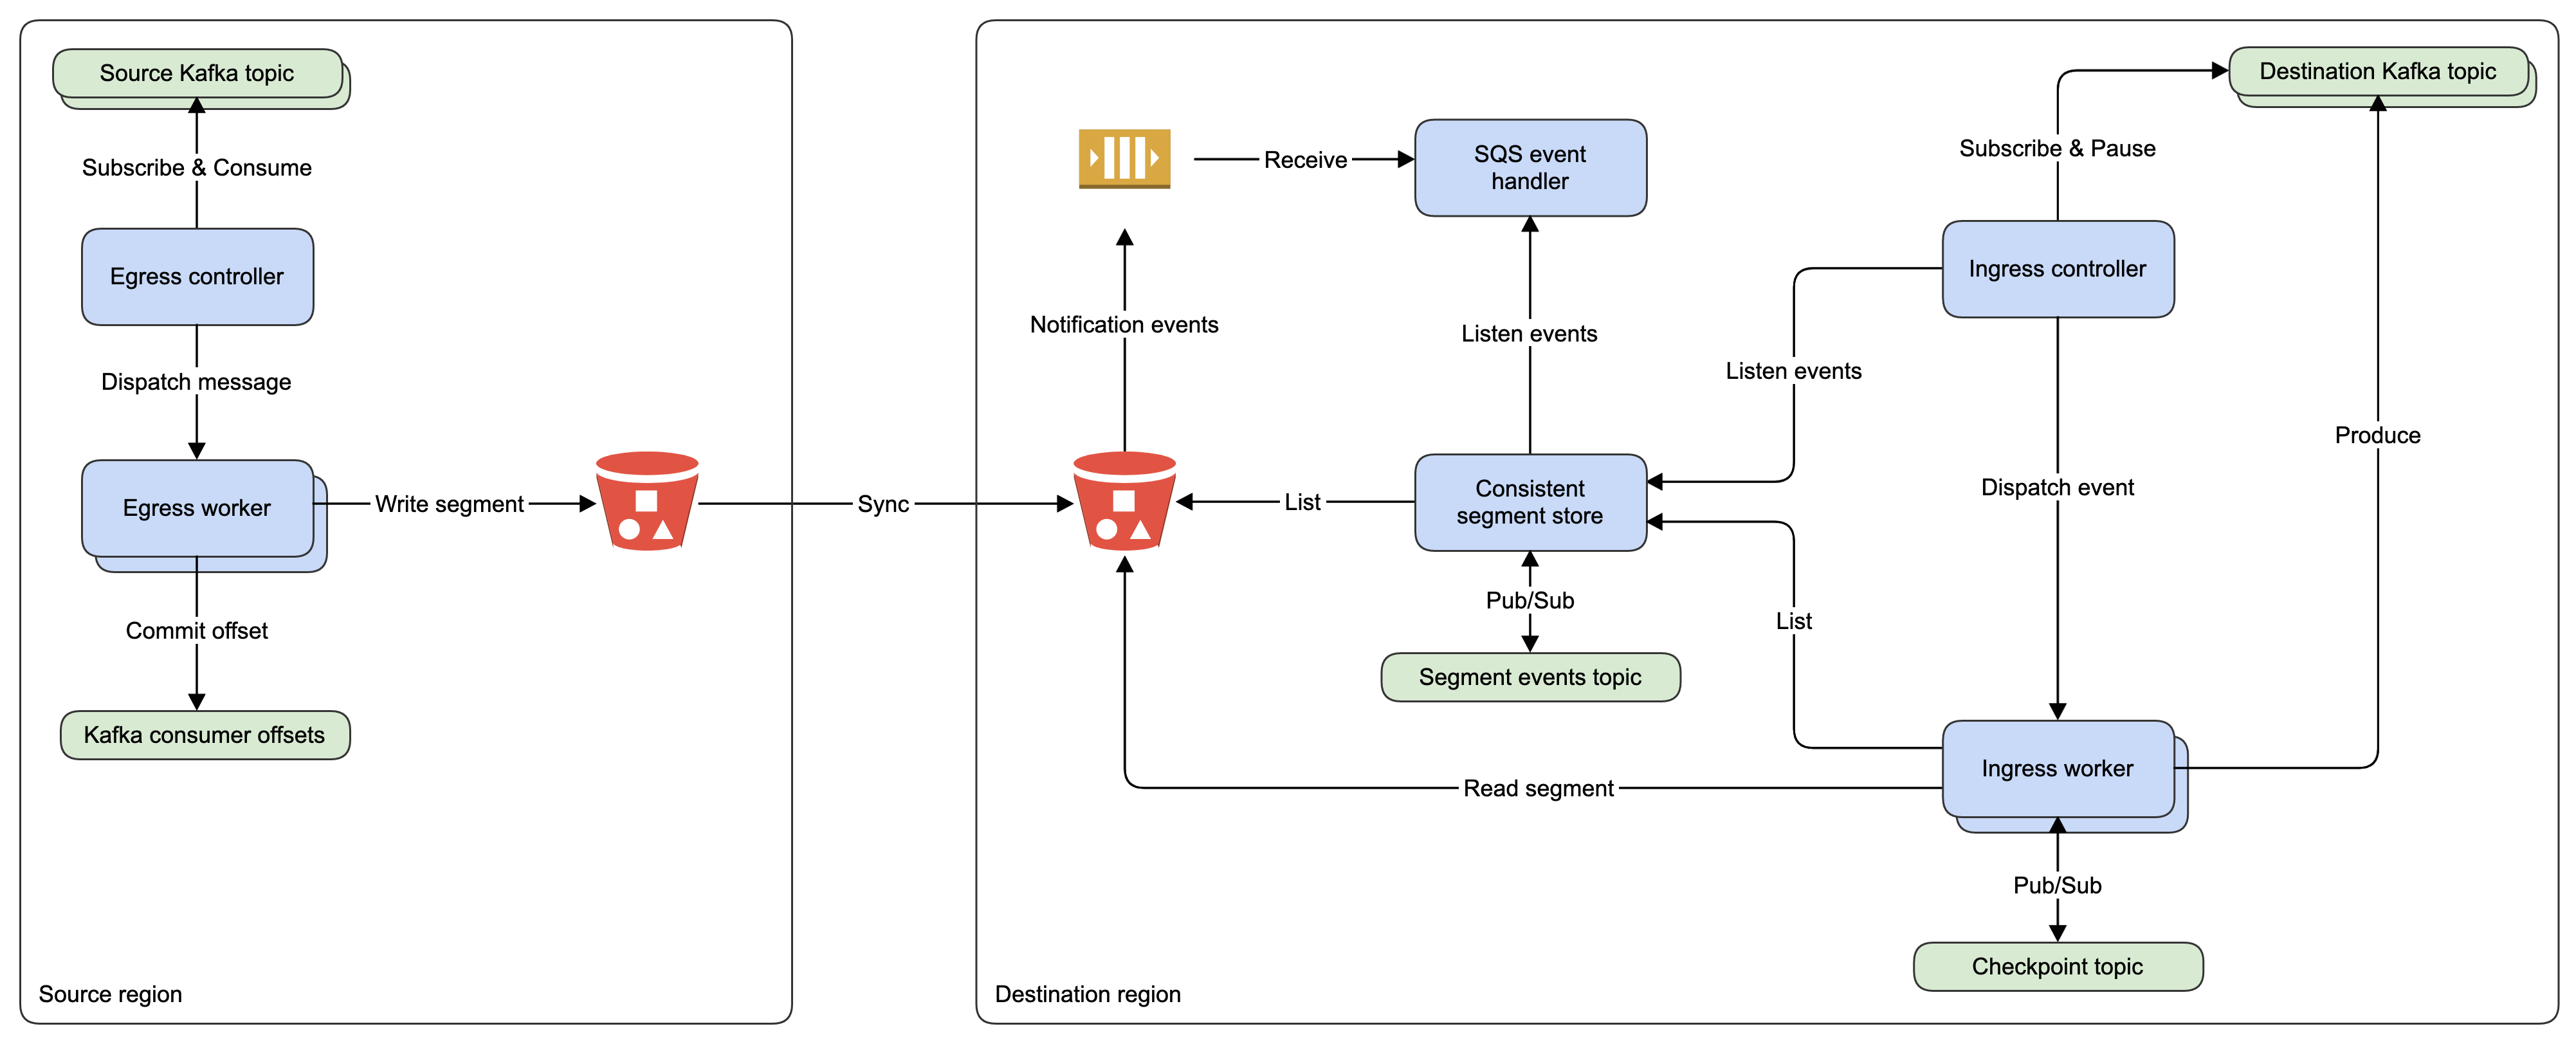 Source Kafka topic
Subscribe & Consume
Egress controller
Dispatch message
Egress worker
Write segment
Commit offset
Kafka consumer offsets
Source region
Sync
Receive
SQS event
handler
Notification events
Listen events
List
Consistent
segment store
Pub/Sub
Segment events topic
Read segment
Destination Kafka topic
Subscribe & Pause
Ingress controller
Listen events
Dispatch event
List
Produce
Ingress worker
Pub/Sub
Checkpoint topic
Destination region